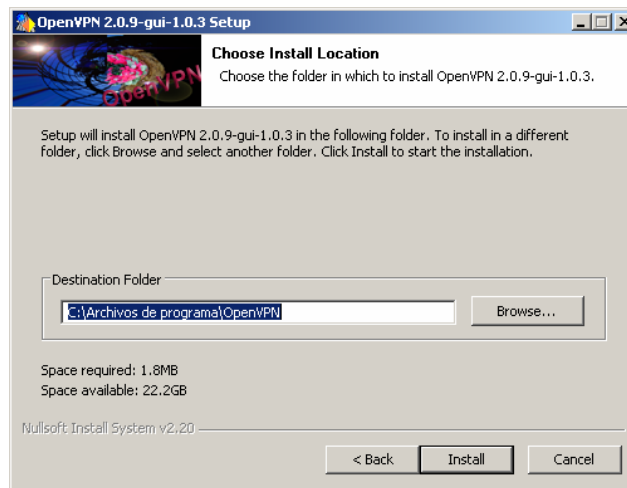 OpenVPN 2.0.9-gui-1.0.3 Setup
OpenVPN
Choose Install Location
Choose the folder in which to install OpenVPN 2.0.9-gui-1.0.3.
Setup will install OpenVPN 2.0.9-gui-1.0.3 in the following folder. To install in a different
folder, click Browse and select another folder. Click Install to start the installation.
Destination Folder
C:\Archivos de programa\OpenVPN
Browse...
Space required: 1.8MB
Space available: 22.2GB
Nullsoft Install System v2.20
< Back
Install
Cancel